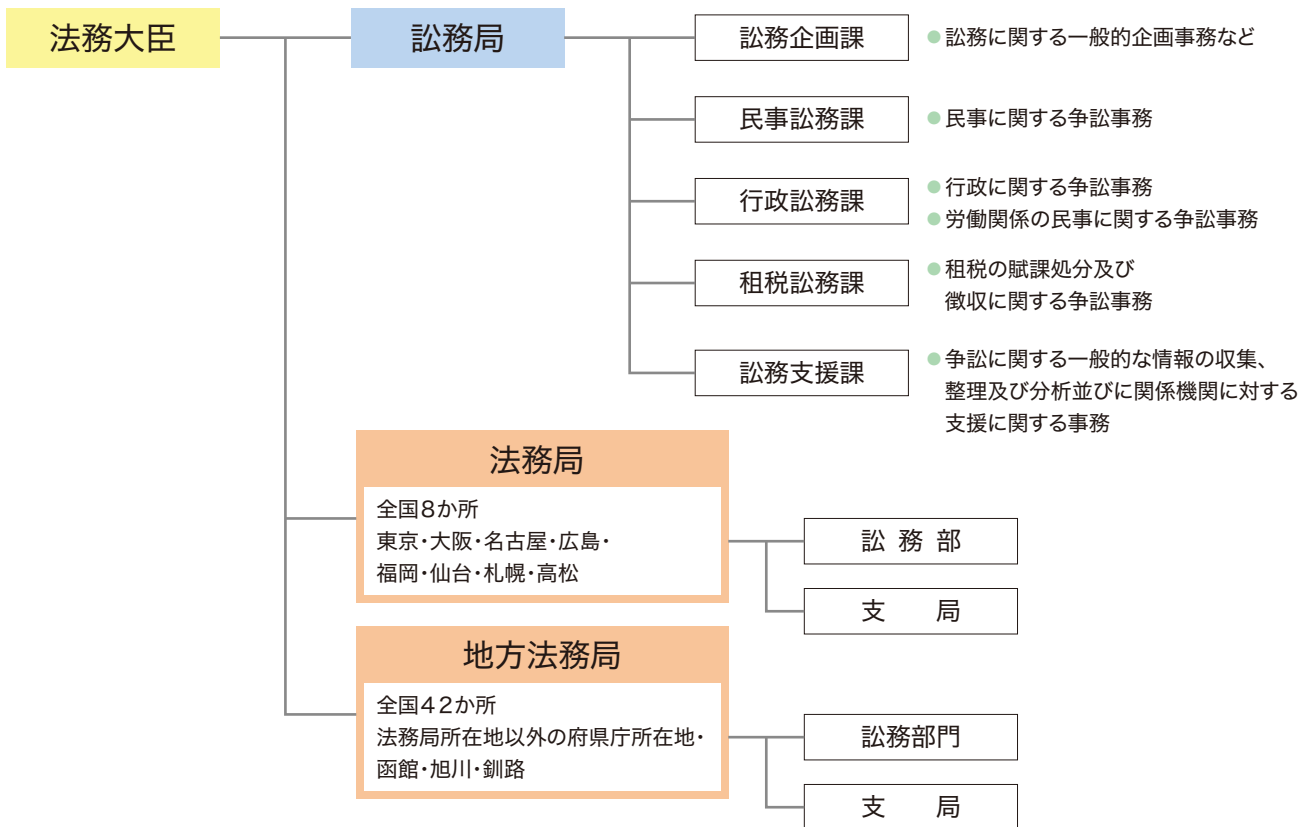 法務大臣
訟務局
訟務企画課
●訟務に関する一般的企画事務など
民事訟務課
●民事に関する争訟事務
行政訟務課
●行政に関する争訟事務
●労働関係の民事に関する争訟事務
租税訟務課
●租税の賦課処分及び
徴収に関する争訟事務
訟務支援課
●争訟に関する一般的な情報の収集、
整理及び分析並びに関係機関に対する
支援に関する事務
法務局
全国8か所
東京・大阪・名古屋・広島・
福岡・仙台・札幌・高松
訟 務 部
支　　局
地方法務局
全国42か所
法務局所在地以外の府県庁所在地・
函館・旭川・釧路
訟務部門
支　　局